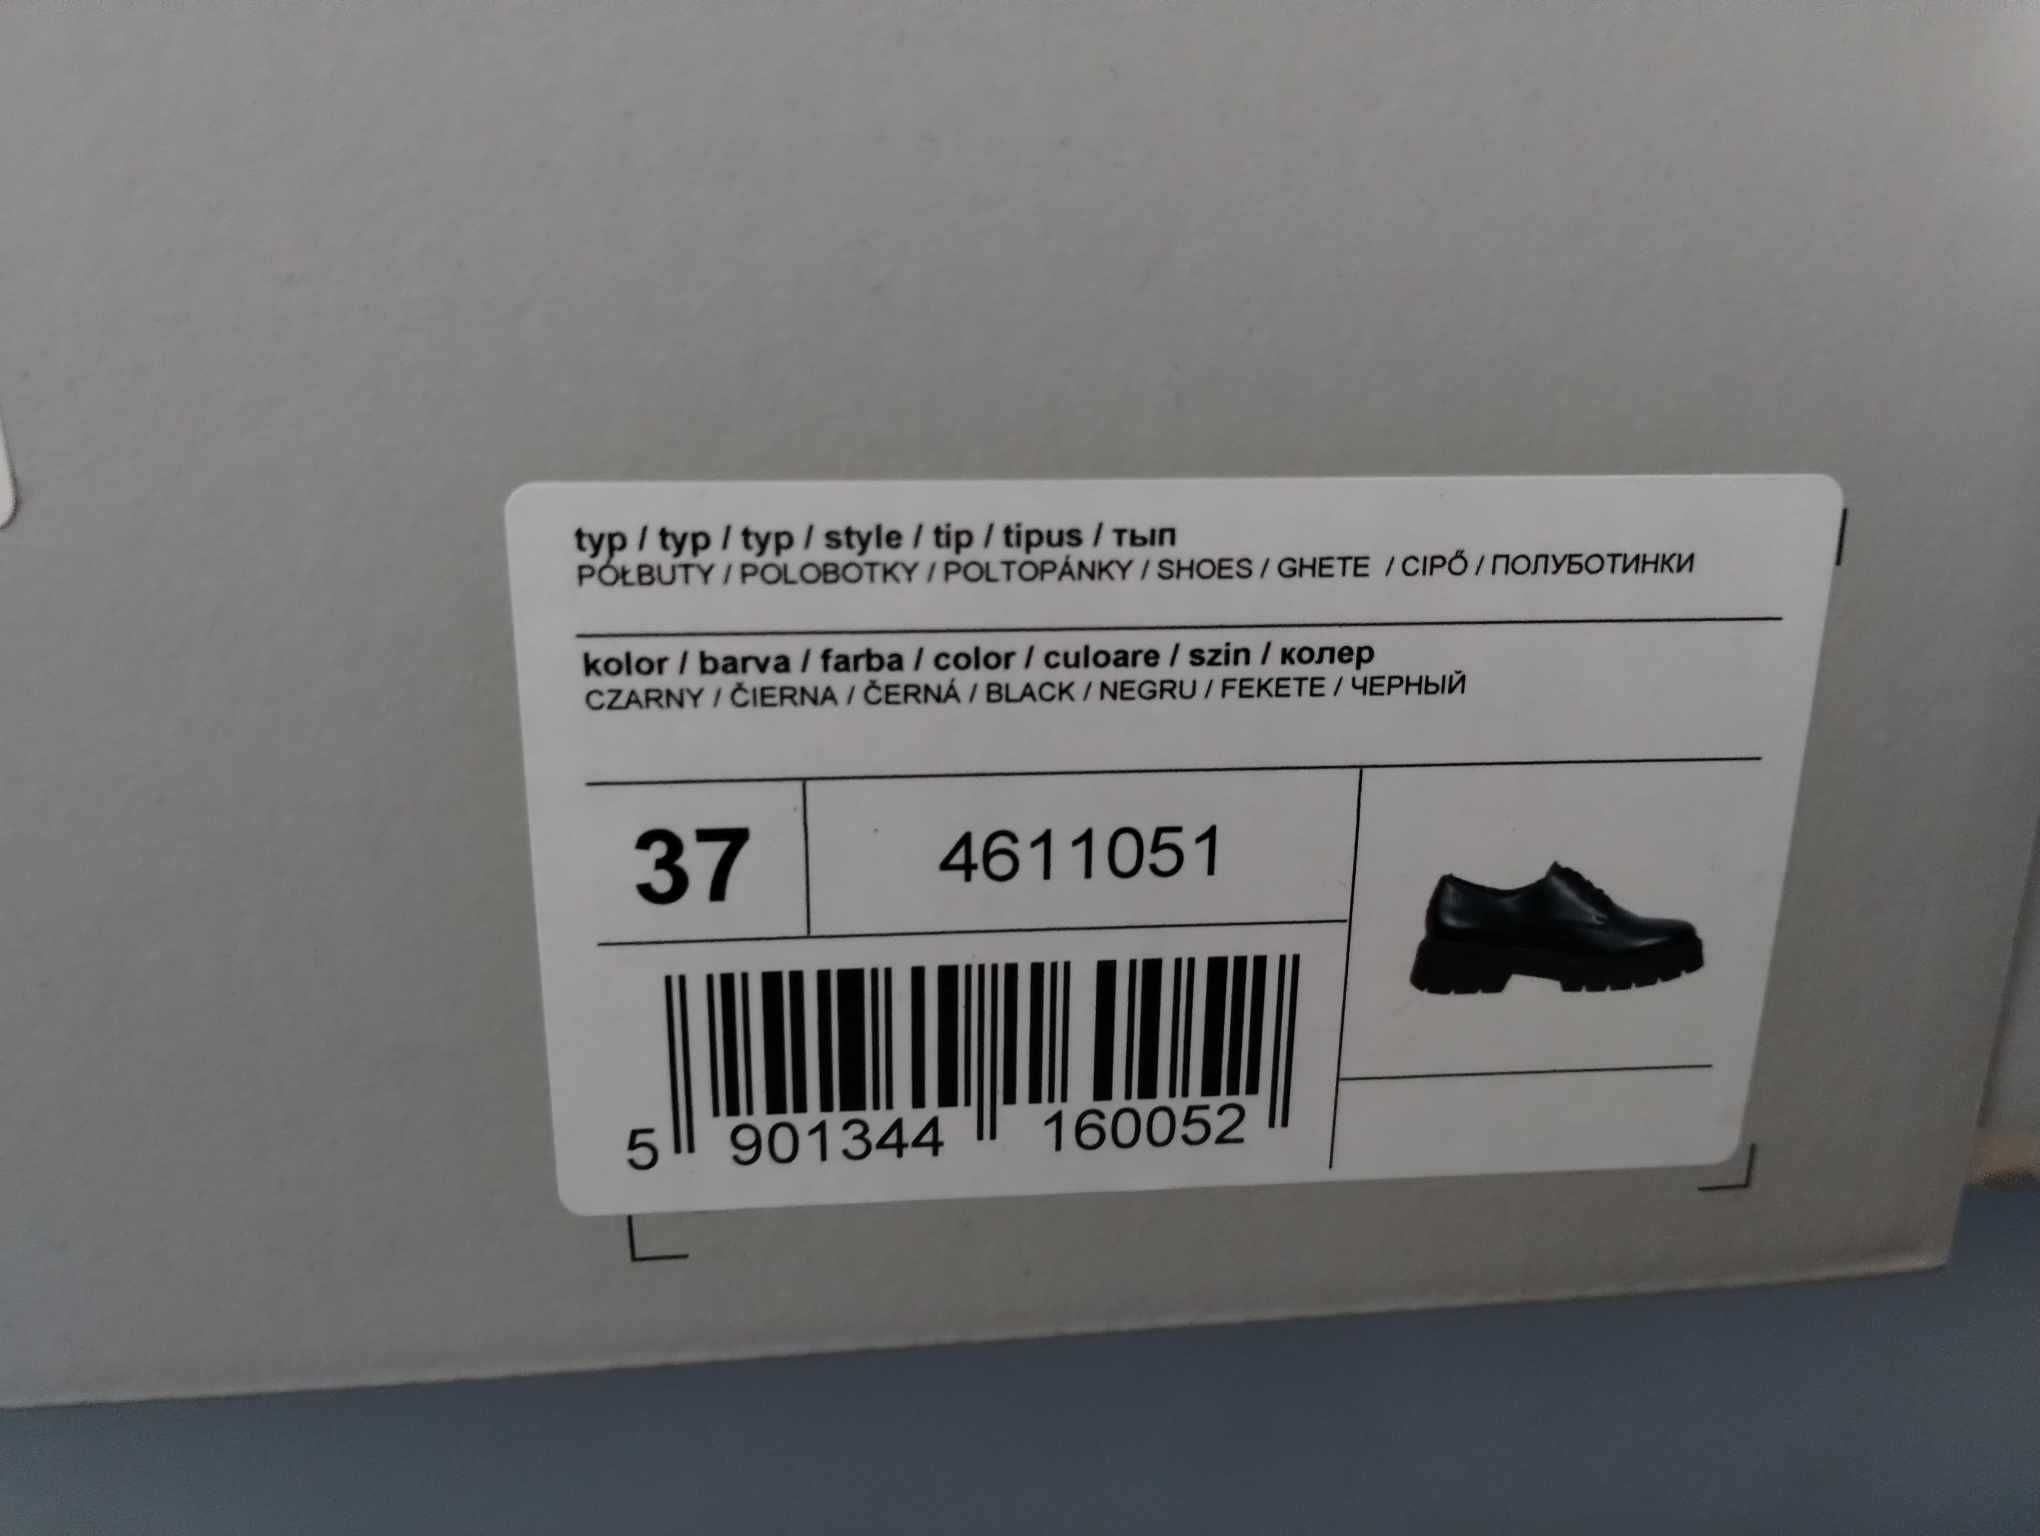 typ / typ / typ / style / tip / tipus / тып
PÓŁBUTY / POLOBOTKY / POLTOPÁNKY / SHOES / GHETE / CIPŐ / ПОЛУБОТИНКИ
kolor / barva / farba / color / culoare / szin / колер
CZARNY / ČIERNA / ČERNÁ / BLACK / NEGRU / FEKETE / ЧЕРНЫЙ
37
4611051
5 901344 160052